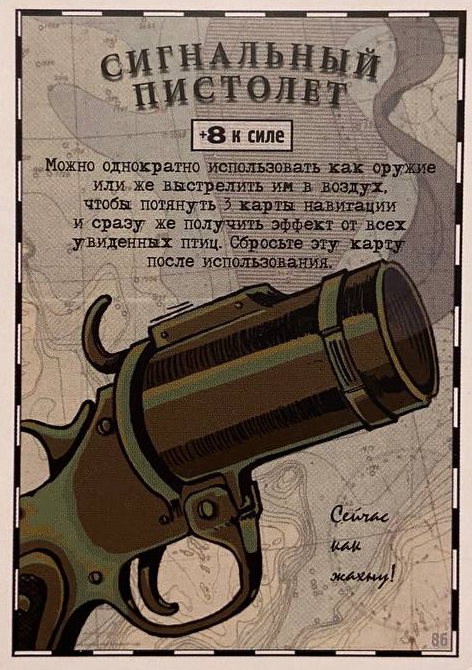 СИГНАЛЬНЫЙ
ПИСТОЛЕТ
+8 к силе
Можно однократно использовать как оружие
или же выстрелить им в воздух,
чтобы потянуть 3 карты навигации
и сразу же получить эффект от всех
увиденных птиц. Сбросьте эту карту
после использования.
Сейчас
как
жахну!
86